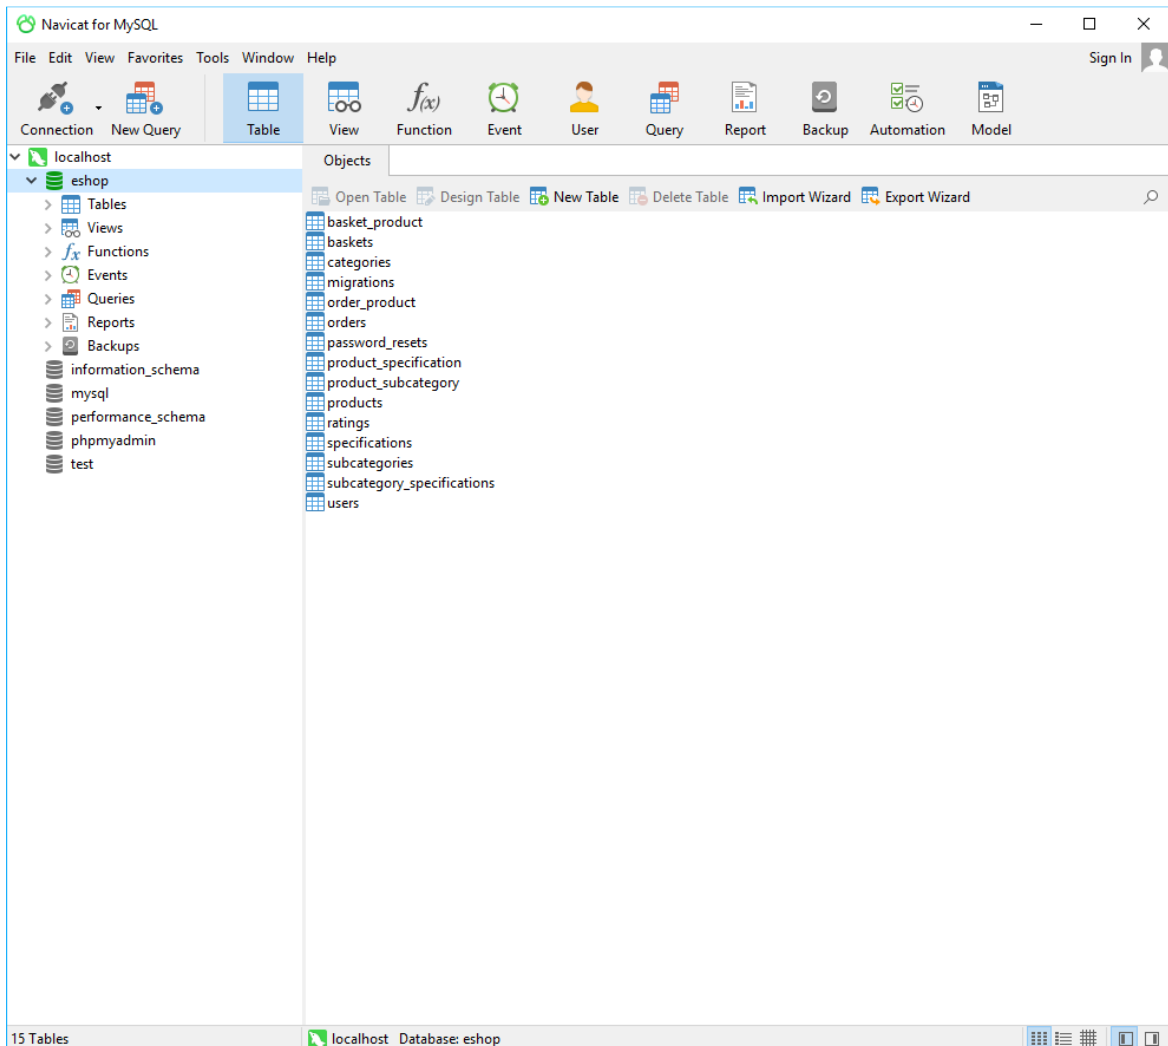 Navicat for MySQL
File Edit View Favorites Tools Window Help Sign In
Connection New Query Table View Function Event User Query Report Backup Automation Model
localhost
eshop
Tables
Views
Functions
Events
Queries
Reports
Backups
information_schema
mysql
performance_schema
phpmyadmin
test
Objects
Open Table Design Table New Table Delete Table Import Wizard Export Wizard
basket_product
baskets
categories
migrations
order_product
orders
password_resets
product_specification
product_subcategory
products
ratings
specifications
subcategories
subcategory_specifications
users
15 Tables localhost Database: eshop